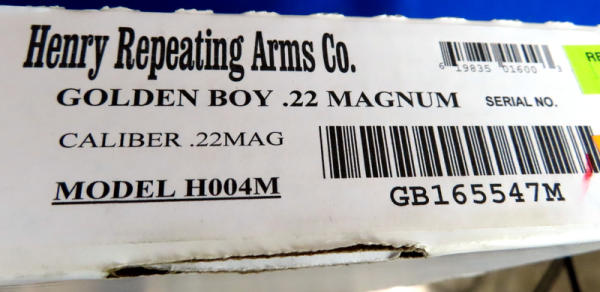 Henry Repeating Arms Co.
6 19835 01600 3
GOLDEN BOY .22 MAGNUM SERIAL NO.
CALIBER .22MAG
MODEL H004M
GB165547M
RE